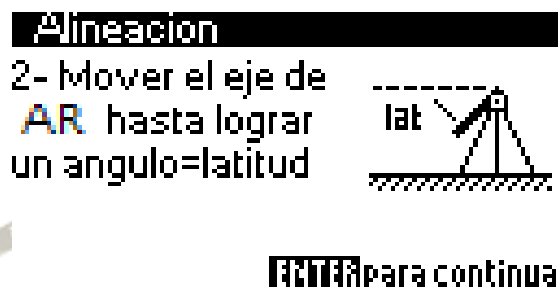 Alineacion
2- Mover el eje de
AR hasta lograr
un angulo=latitud
lat
ENTER para continua